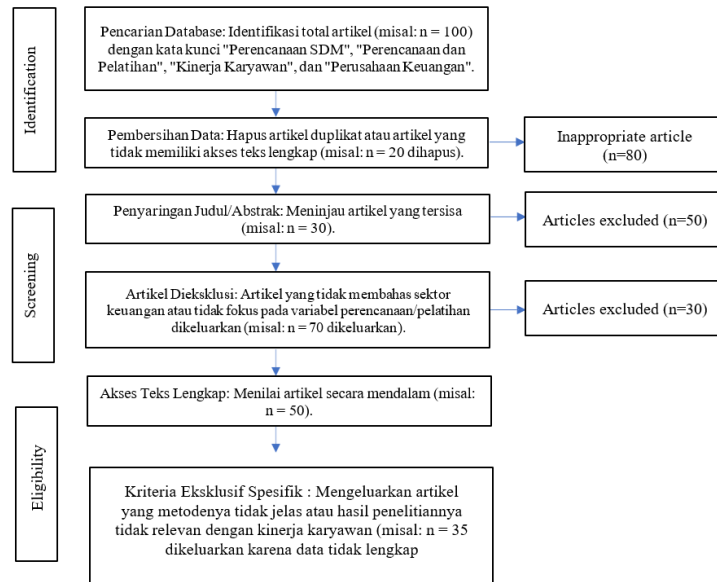 Identification
Pencarian Database: Identifikasi total artikel (misal: n = 100)
dengan kata kunci "Perencanaan SDM", "Perencanaan dan
Pelatihan", "Kinerja Karyawan", dan "Perusahaan Keuangan".
Pembersihan Data: Hapus artikel duplikat atau artikel yang
tidak memiliki akses teks lengkap (misal: n = 20 dihapus).
Inappropriate article
(n=80)
Screening
Penyaringan Judul/Abstrak: Meninjau artikel yang tersisa
(misal: n = 30).
Articles excluded (n=50)
Artikel Dieksklusi: Artikel yang tidak membahas sektor
keuangan atau tidak fokus pada variabel perencanaan/pelatihan
dikeluarkan (misal: n = 70 dikeluarkan).
Articles excluded (n=30)
Eligibility
Akses Teks Lengkap: Menilai artikel secara mendalam (misal:
n = 50).
Kriteria Eksklusif Spesifik : Mengeluarkan artikel
yang metodenya tidak jelas atau hasil penelitiannya
tidak relevan dengan kinerja karyawan (misal: n = 35
dikeluarkan karena data tidak lengkap